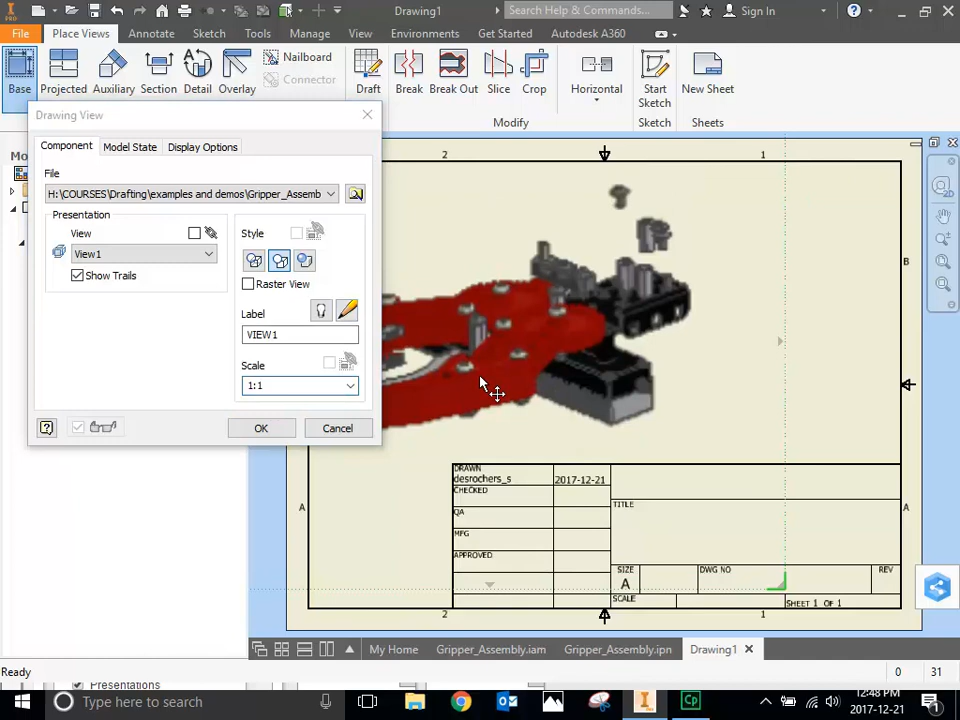 PRO
Drawing1
Search Help & Commands...
Sign In
File
Place Views
Annotate
Sketch
Tools
Manage
View
Environments
Get Started
Autodesk A360
Base
Projected
Auxiliary
Section
Detail
Overlay
Nailboard
Connector
Draft
Break
Break Out
Slice
Crop
Horizontal
Start
Sketch
New Sheet
Modify
Sketch
Sheets
Drawing View
Component
Model State
Display Options
File
H:\COURSES\Drafting\examples and demos\Gripper_Assemb
Presentation
View
View1
Show Trails
Style
Raster View
Label
VIEW1
Scale
1:1
OK
Cancel
Mo
2
1
B
A
A
DRAWN
desrochers_s
2017-12-21
CHECKED
QA
MFG
APPROVED
TITLE
SIZE
A
DWG NO
REV
SCALE
SHEET 1 OF 1
2
1
My Home
Gripper_Assembly.iam
Gripper_Assembly.ipn
Drawing1
Ready
0
31
Presentations
Type here to search
12:48 PM
2017-12-21